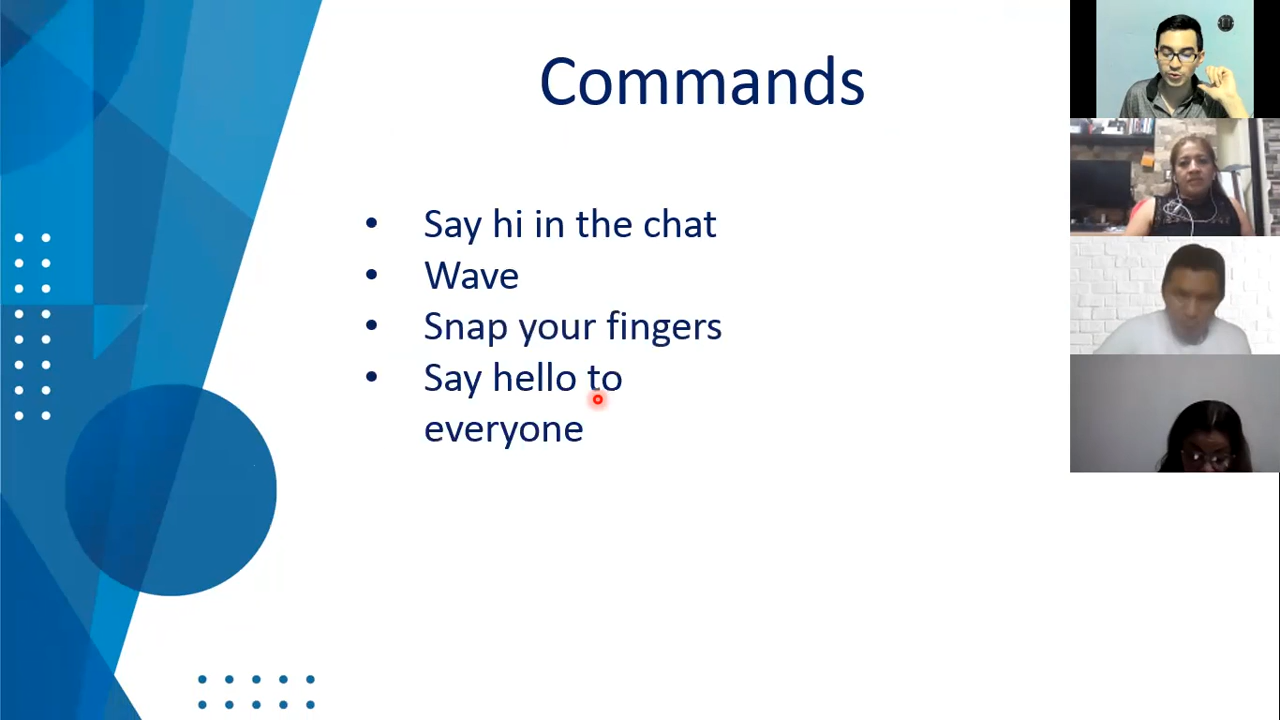 Commands
• Say hi in the chat
• Wave
• Snap your fingers
• Say hello to
everyone